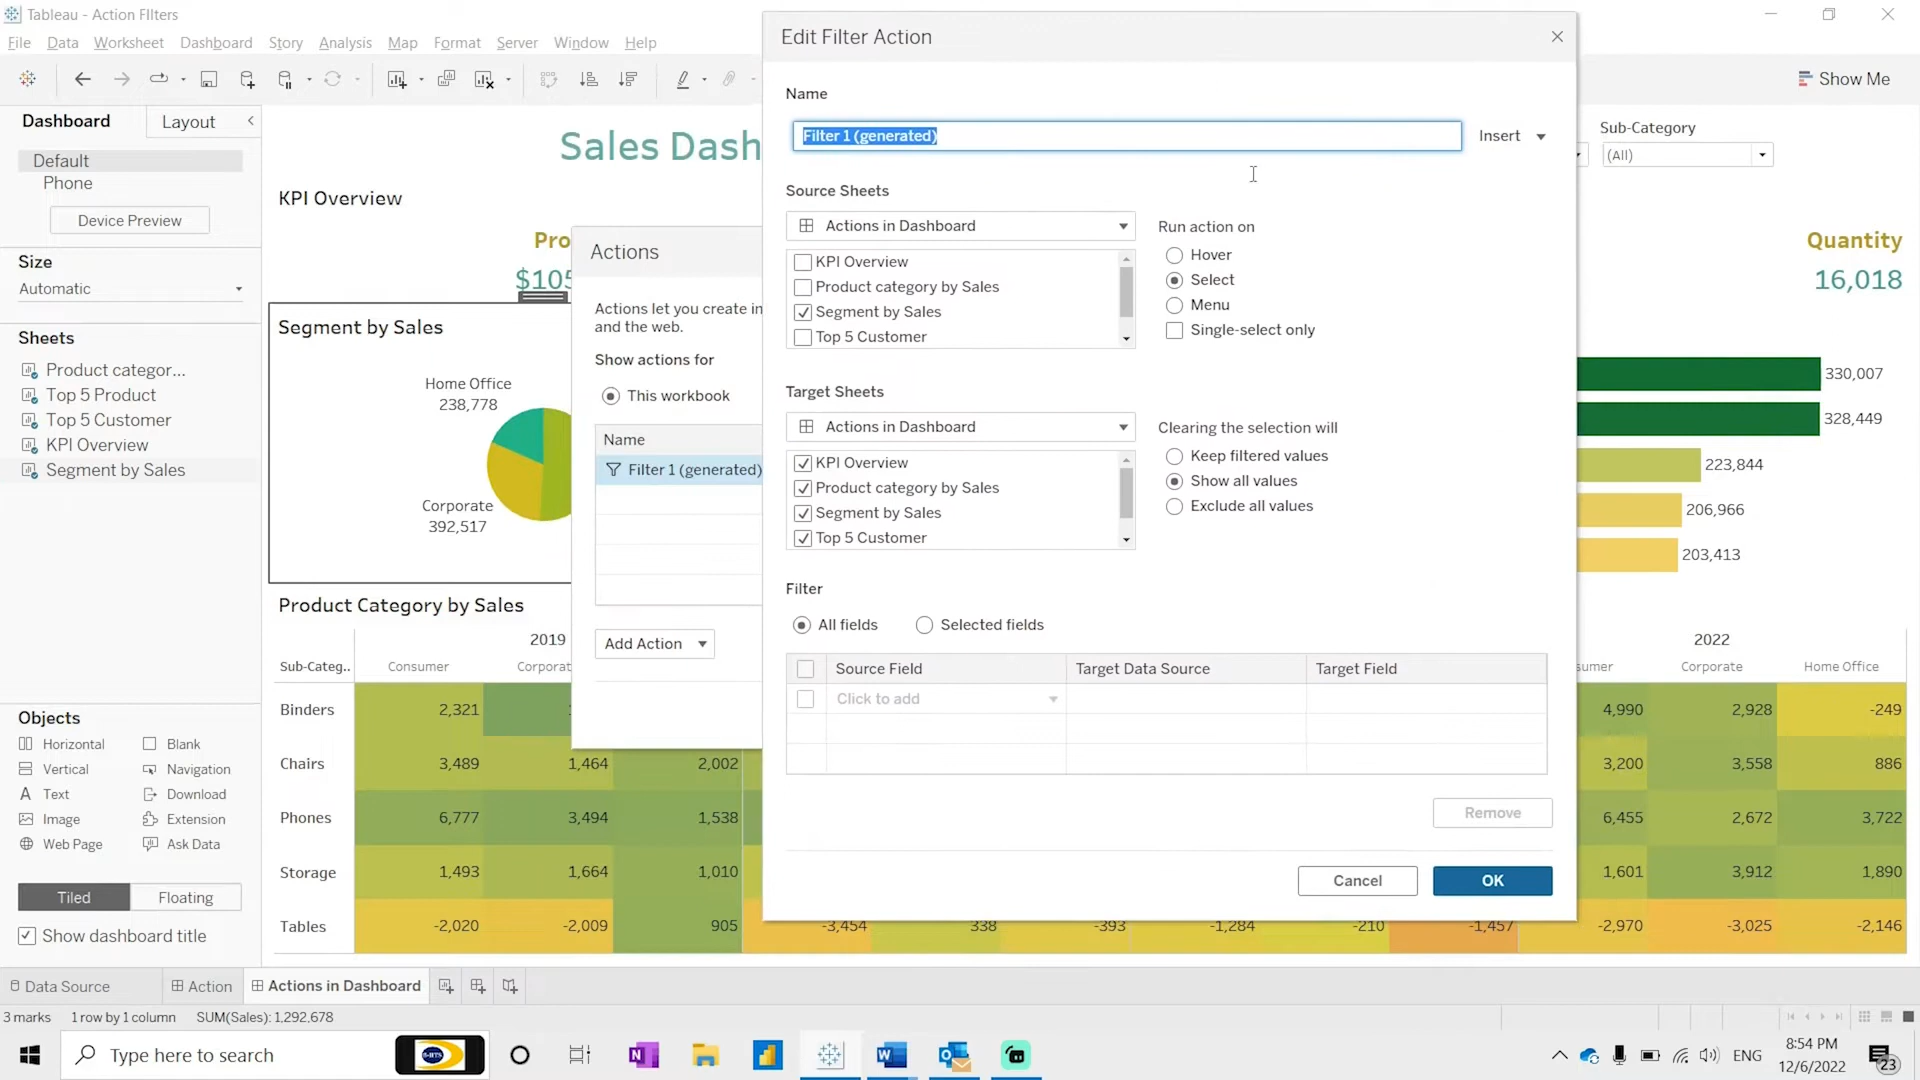 Tableau - Action FIlters
File Data Worksheet Dashboard Story Analysis Map Format Server Window Help
Show Me
Dashboard Layout
Default
Phone
Device Preview
Size
Automatic
Sheets
Product categor...
Top 5 Product
Top 5 Customer
KPI Overview
Segment by Sales
Objects
Horizontal Blank
Vertical Navigation
A Text Download
Image Extension
Web Page Ask Data
Tiled Floating
Show dashboard title
Sales Dash
KPI Overview
Pro
$105
Sub-Category
(All)
Quantity
16,018
Segment by Sales
Home Office
238,778
Corporate
392,517
330,007
328,449
223,844
206,966
203,413
Actions
Actions let you create in
and the web.
Show actions for
This workbook
Name
Filter 1 (generated)
Add Action
Edit Filter Action
Name
Filter 1 (generated) Insert
Source Sheets
Actions in Dashboard
KPI Overview
Product category by Sales
Segment by Sales
Top 5 Customer
Run action on
Hover
Select
Menu
Single-select only
Target Sheets
Actions in Dashboard
KPI Overview
Product category by Sales
Segment by Sales
Top 5 Customer
Clearing the selection will
Keep filtered values
Show all values
Exclude all values
Filter
All fields Selected fields
Source Field Target Data Source Target Field
Click to add
Remove
Cancel OK
Product Category by Sales
2019 2022
Sub-Categ.. Consumer Corporat sumer Corporate Home Office
Binders 2,321 4,990 2,928 -249
Chairs 3,489 1,464 2,002 3,200 3,558 886
Phones 6,777 3,494 1,538 6,455 2,672 3,722
Storage 1,493 1,664 1,010 1,601 3,912 1,890
Tables -2,020 -2,009 905 -3,454 338 -393 -1,284 -210 -1,457 -2,970 -3,025 -2,146
Data Source Action Actions in Dashboard
3 marks 1 row by 1 column SUM(Sales): 1,292,678
Type here to search
ENG
8:54 PM
12/6/2022
23